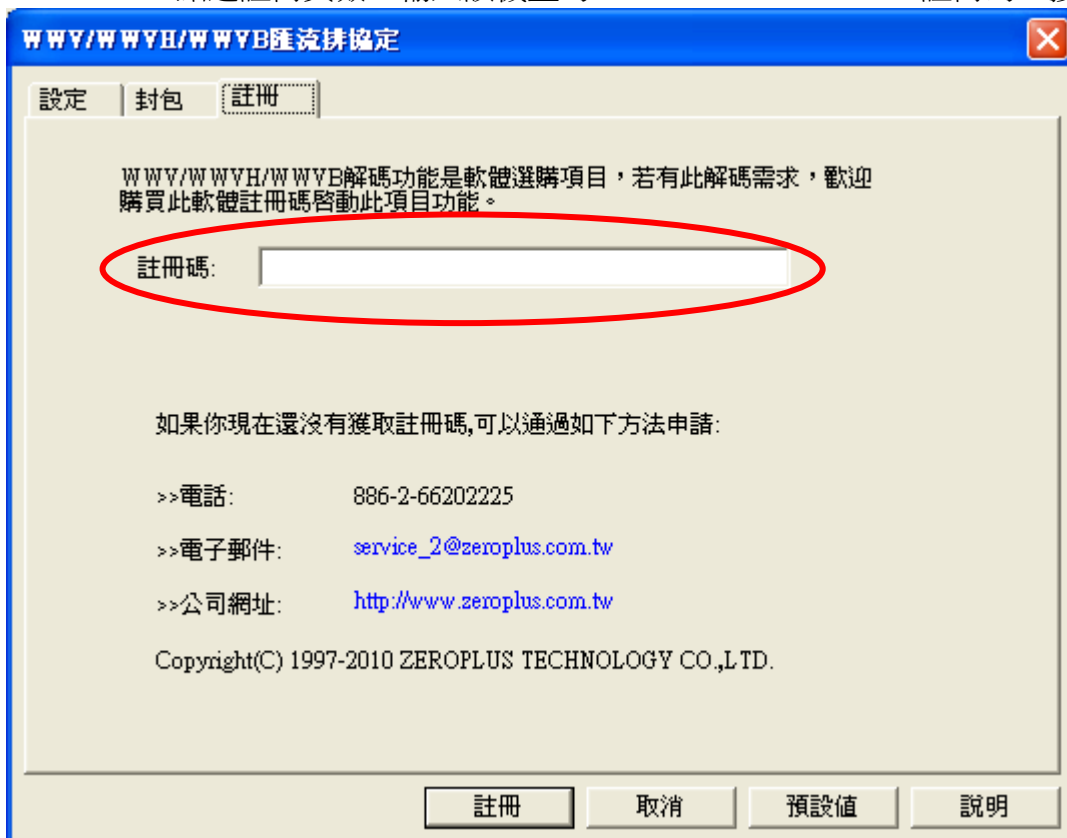 WWV/WWVH/WWVB匯流排協定
設定 封包 註冊
WWV/WWVH/WWVB解碼功能是軟體選購項目，若有此解碼需求，歡迎
購買此軟體註冊碼啓動此項目功能。
註冊碼:
如果你現在還沒有獲取註冊碼,可以通過如下方法申請:
>>電話: 886-2-66202225
>>電子郵件: service_2@zeroplus.com.tw
>>公司網址: http://www.zeroplus.com.tw
Copyright(C) 1997-2010 ZEROPLUS TECHNOLOGY CO.,LTD.
註冊 取消 預設值 說明